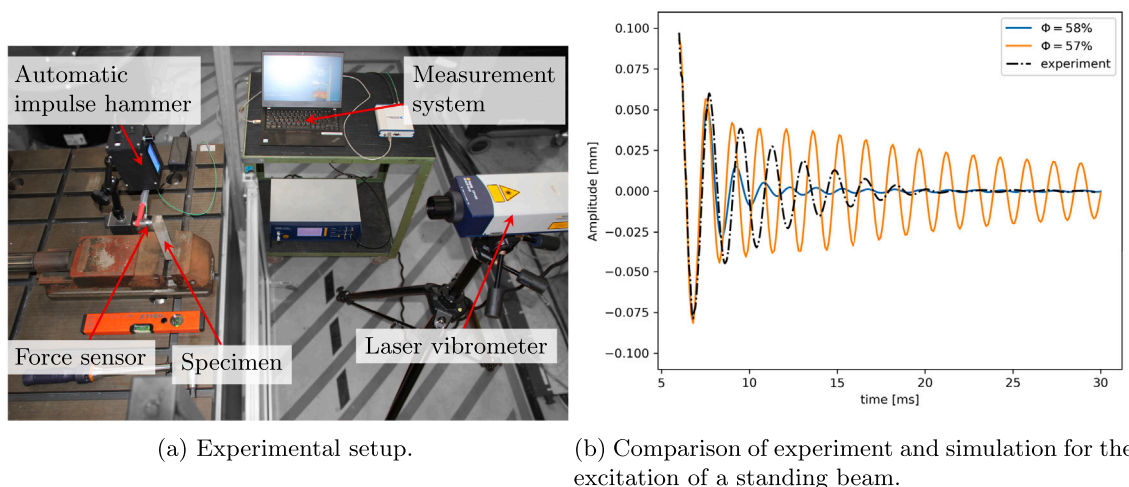 Automatic
impulse hammer
Measurement
system
Force sensor
Specimen
Laser vibrometer
(a) Experimental setup.
0.100
0.075
0.050
0.025
0.000
−0.025
−0.050
−0.075
−0.100
Amplitude [mm]
5
10
15
20
25
30
time [ms]
Φ = 58%
Φ = 57%
experiment
(b) Comparison of experiment and simulation for the
excitation of a standing beam.